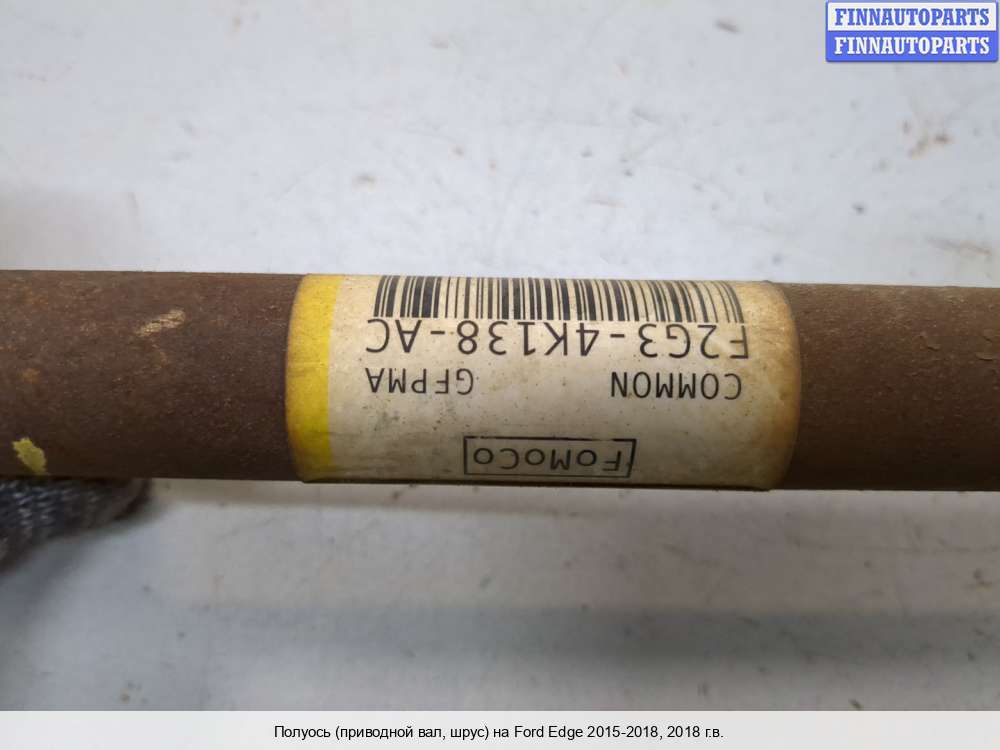 FINNAUTOPARTS
FINNAUTOPARTS
FoMoCo
COMMON GFPMA
F2G3-4K138-AC
Полуось (приводной вал, шрус) на Ford Edge 2015-2018, 2018 г.в.